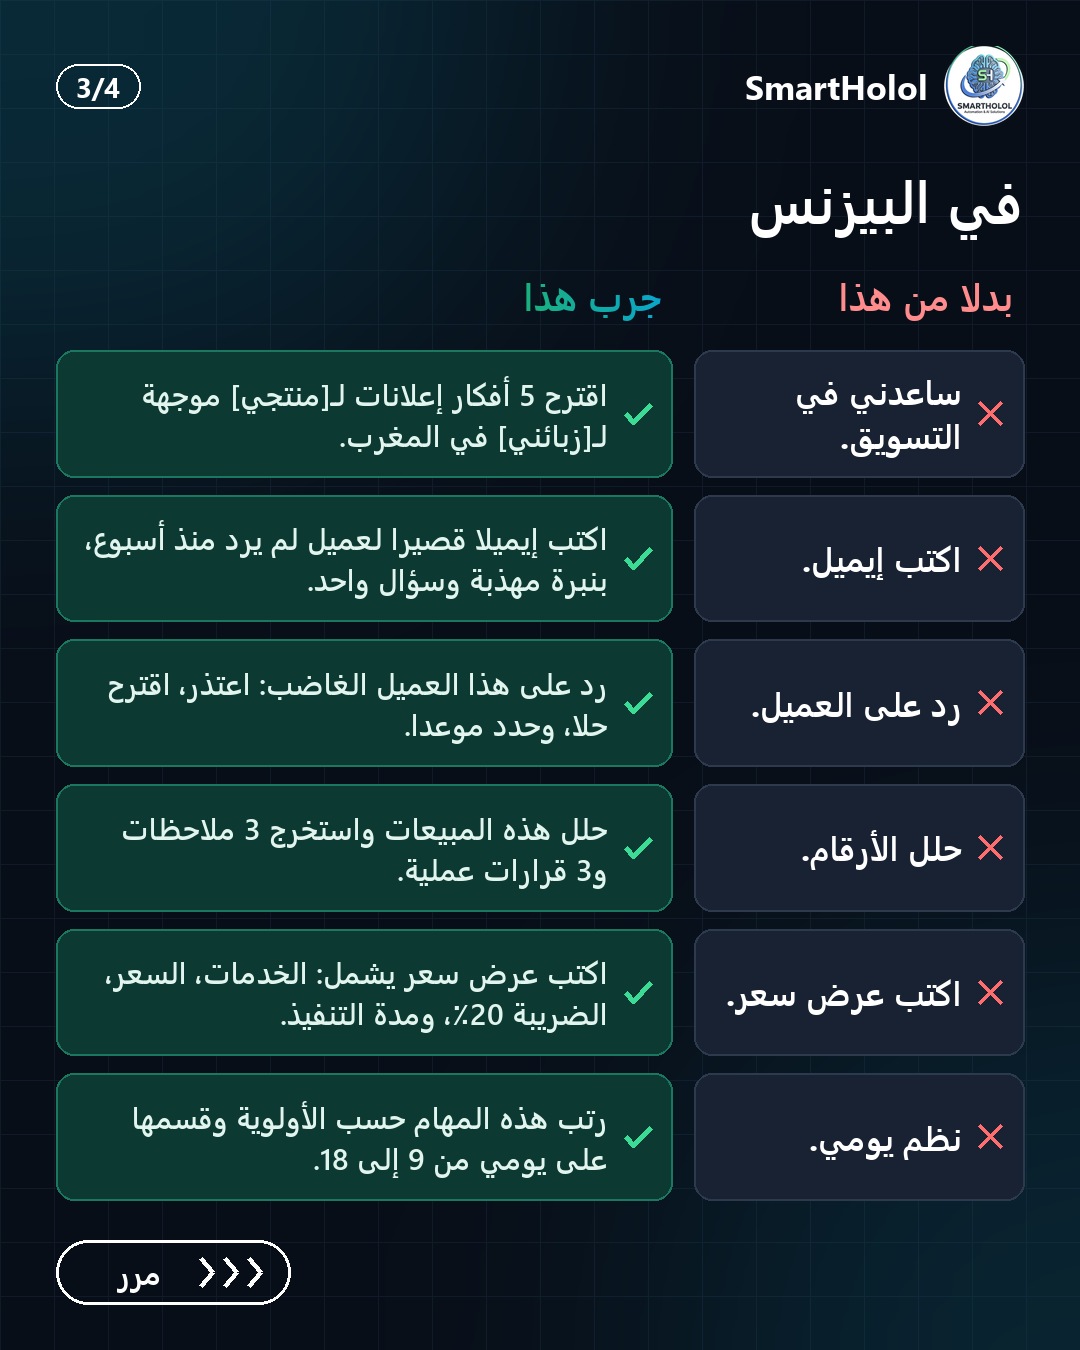 SmartHolol
SH
SMARTHOLOL
Automation & AI Solutions
3/4
في البيزنس
بدلا من هذا
جرب هذا
ساعدني في
التسويق.
اقترح 5 أفكار إعلانات لـ[منتجي] موجهة
لـ[زبائني] في المغرب.
اكتب إيميل.
اكتب إيميلا قصيرا لعميل لم يرد منذ أسبوع،
بنبرة مهذبة وسؤال واحد.
رد على العميل.
رد على هذا العميل الغاضب: اعتذر، اقترح
حلا، وحدد موعدا.
حلل الأرقام.
حلل هذه المبيعات واستخرج 3 ملاحظات
و3 قرارات عملية.
اكتب عرض سعر.
اكتب عرض سعر يشمل: الخدمات، السعر،
الضريبة 20٪، ومدة التنفيذ.
نظم يومي.
رتب هذه المهام حسب الأولوية وقسمها
على يومي من 9 إلى 18.
مرر